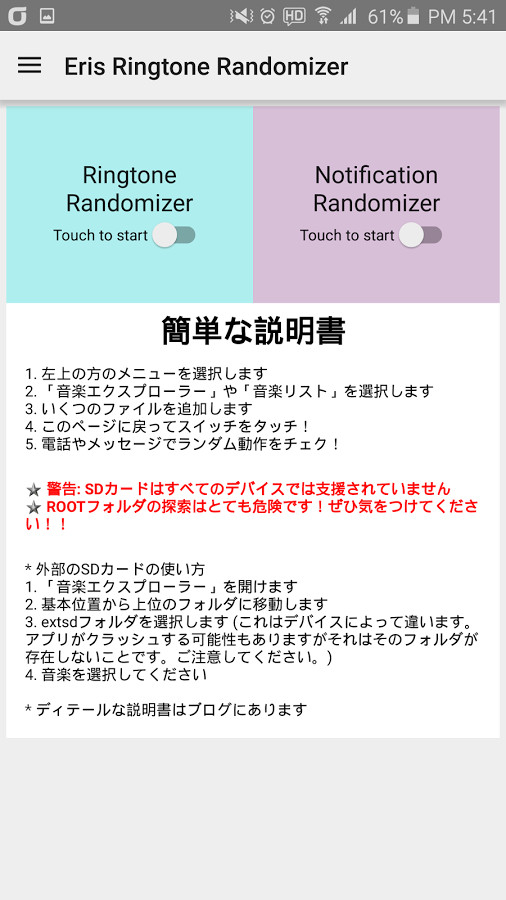 61% PM 5:41
Eris Ringtone Randomizer
Ringtone
Randomizer
Touch to start
Notification
Randomizer
Touch to start
簡単な説明書
1. 左上の方のメニューを選択します
2. 「音楽エクスプローラー」や「音楽リスト」を選択します
3. いくつのファイルを追加します
4. このページに戻ってスイッチをタッチ！
5. 電話やメッセージでランダム動作をチェク！
警告: SDカードはすべてのデバイスでは支援されていません
ROOTフォルダの探索はとても危険です！ぜひ気をつけてくださ
い！！
* 外部のSDカードの使い方
1. 「音楽エクスプローラー」を開けます
2. 基本位置から上位のフォルダに移動します
3. extsdフォルダを選択します (これはデバイスによって違います。
アプリがクラッシュする可能性もありますがそれはそのフォルダが
存在しないことです。ご注意してください。)
4. 音楽を選択してください
* ディテールな説明書はブログにあります